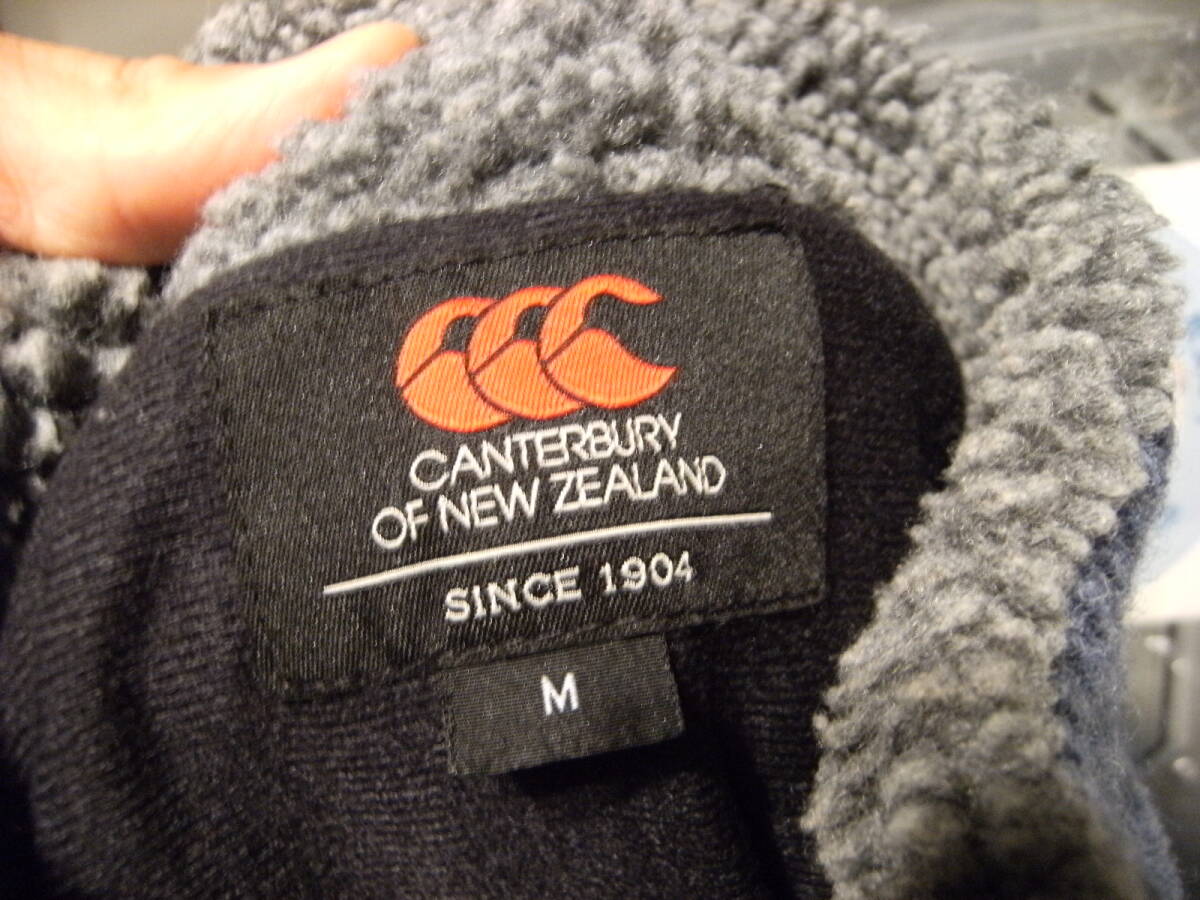 CANTERBURY
OF NEW ZEALAND
SINCE 1904
M